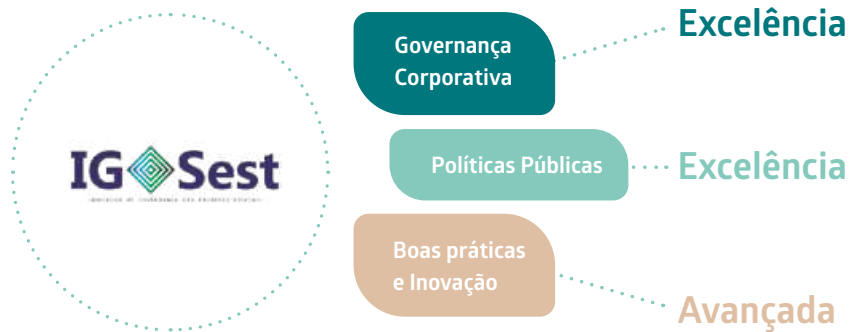 Governança
Corporativa
Excelência
IG Sest
Políticas Públicas
Excelência
Boas práticas
e Inovação
Avançada